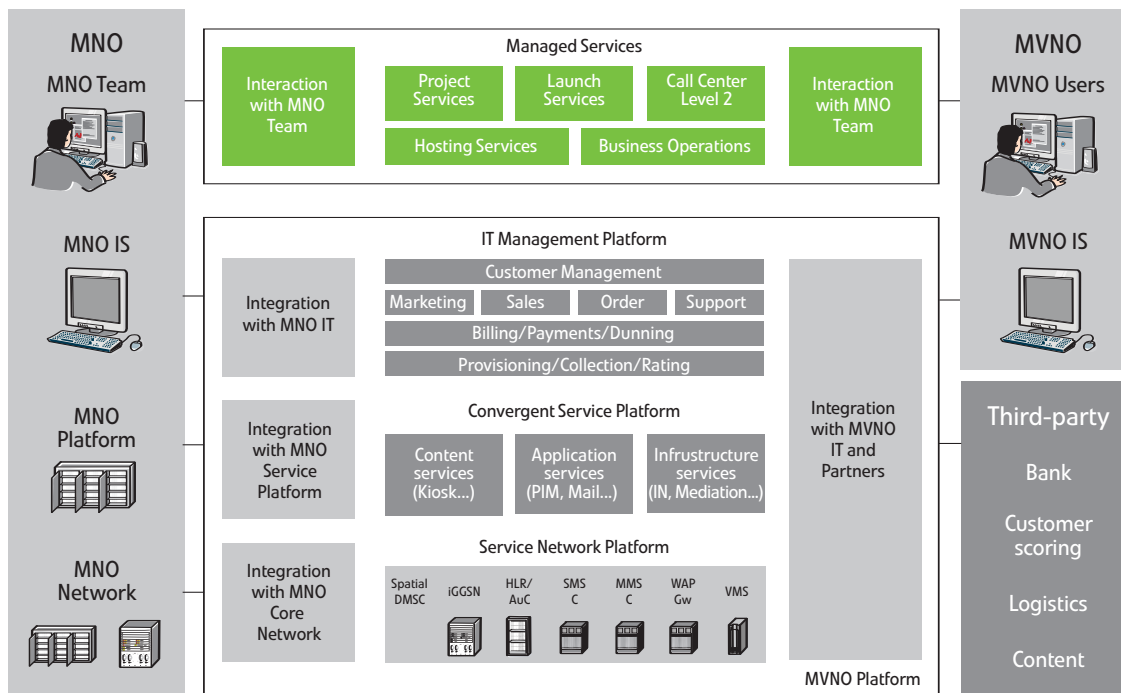 MNO
MNO Team
MNO IS
MNO
Platform
MNO
Network
Managed Services
Interaction
with MNO
Team
Project
Services
Launch
Services
Call Center
Level 2
Hosting Services
Business Operations
Interaction
with MNO
Team
IT Management Platform
Integration
with MNO IT
Customer Management
Marketing
Sales
Order
Support
Billing/Payments/Dunning
Provisioning/Collection/Rating
Integration
with MNO
Service
Platform
Convergent Service Platform
Content
services
(Kiosk...)
Application
services
(PIM, Mail...)
Infrustructure
services
(IN, Mediation...)
Integration
with MNO
Core
Network
Service Network Platform
Spatial
DMSC
iGGSN
HLR/
AuC
SMS
C
MMS
C
WAP
Gw
VMS
Integration
with MVNO
IT and
Partners
MVNO Platform
MVNO
MVNO Users
MVNO IS
Third-party
Bank
Customer
scoring
Logistics
Content